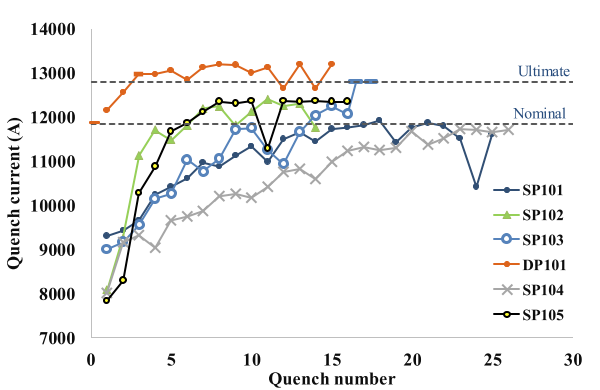 14000
13000
12000
11000
10000
9000
8000
7000
Quench current (A)
Ultimate
Nominal
SP101
SP102
SP103
DP101
SP104
SP105
0
5
10
15
20
25
30
Quench number